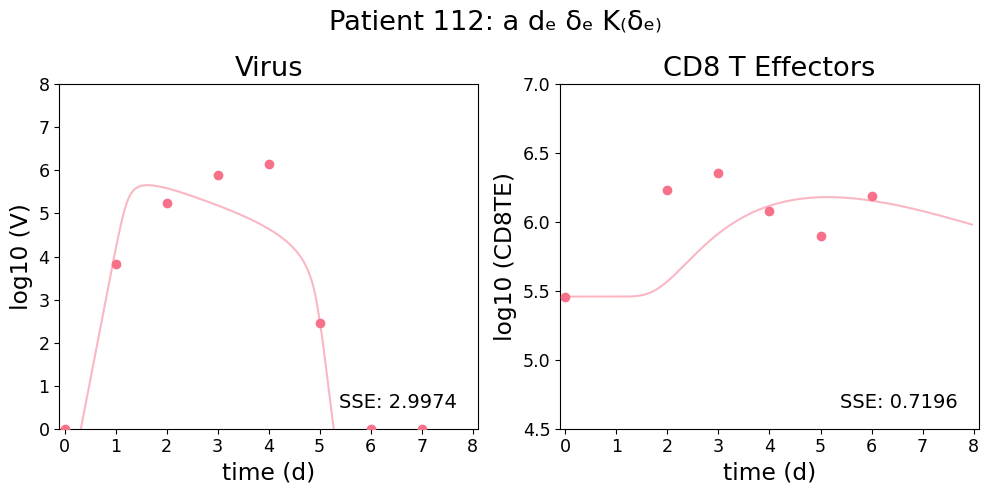 Patient 112: a dₑ δₑ K₍δₑ₎
Virus
CD8 T Effectors
log10 (V)
8
7
6
5
4
3
2
1
0
SSE: 2.9974
0 1 2 3 4 5 6 7 8
time (d)
log10 (CD8TE)
7.0
6.5
6.0
5.5
5.0
4.5
SSE: 0.7196
0 1 2 3 4 5 6 7 8
time (d)